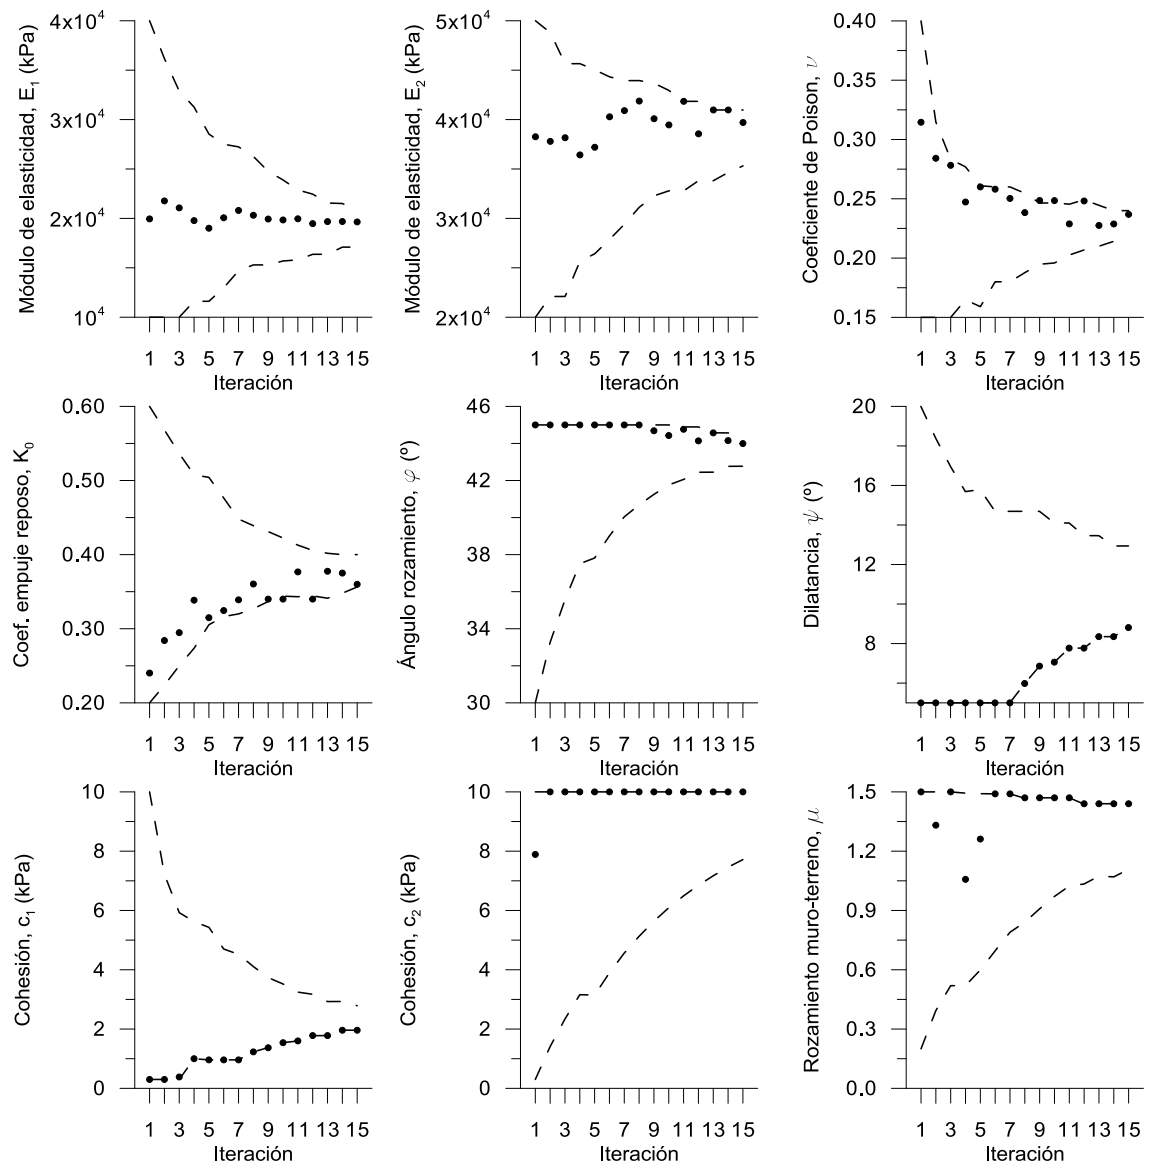 Módulo de elasticidad, E₁ (kPa)
4x10⁴
3x10⁴
2x10⁴
10⁴
1 3 5 7 9 11 13 15
Iteración
Módulo de elasticidad, E₂ (kPa)
5x10⁴
4x10⁴
3x10⁴
2x10⁴
1 3 5 7 9 11 13 15
Iteración
Coeficiente de Poison, ν
0.40
0.35
0.30
0.25
0.20
0.15
1 3 5 7 9 11 13 15
Iteración
Coef. empuje reposo, K₀
0.60
0.50
0.40
0.30
0.20
1 3 5 7 9 11 13 15
Iteración
Ángulo rozamiento, φ (º)
46
42
38
34
30
1 3 5 7 9 11 13 15
Iteración
Dilatancia, ψ (º)
20
16
12
8
1 3 5 7 9 11 13 15
Iteración
Cohesión, c₁ (kPa)
10
8
6
4
2
0
1 3 5 7 9 11 13 15
Iteración
Cohesión, c₂ (kPa)
10
8
6
4
2
0
1 3 5 7 9 11 13 15
Iteración
Rozamiento muro-terreno, μ
1.5
1.2
0.9
0.6
0.3
0.0
1 3 5 7 9 11 13 15
Iteración